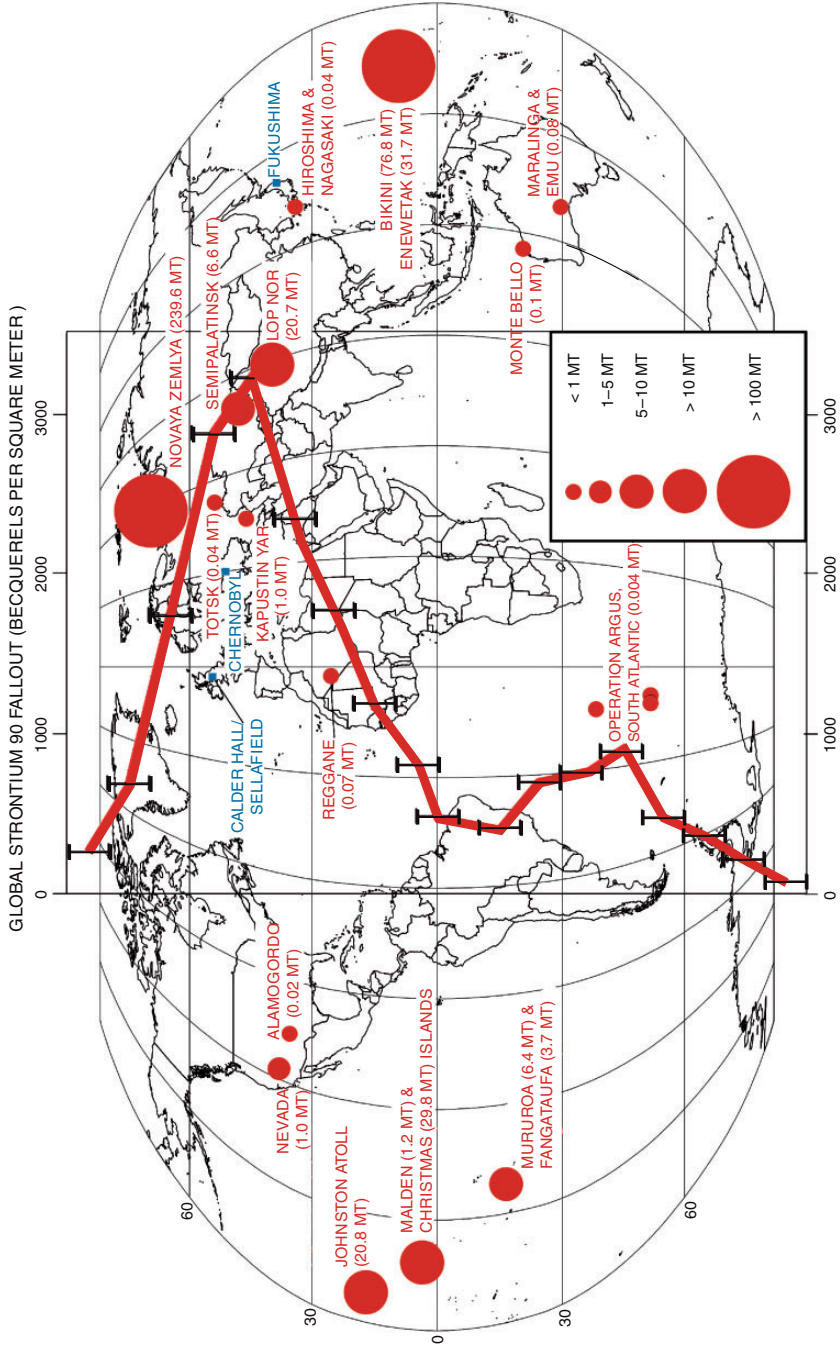 GLOBAL STRONTIUM 90 FALLOUT (BECQUERELS PER SQUARE METER )
0
1000
2000
3000
NOVAYA ZEMLYA (239.6 MT)
SEMIPALATINSK (6.6 MT)
LOP NOR
(20.7 MT)
TOTSK (0.04 MT)
CHERNOBYL
KAPUSTIN YAR
(1.0 MT)
CALDER HALL/
SELLAFIELD
FUKUSHIMA
HIROSHIMA &
NAGASAKI (0.04 MT)
ALAMOGORDO
(0.02 MT)
NEVADA
(1.0 MT)
REGGANE
(0.07 MT)
JOHNSTON ATOLL
(20.8 MT)
MALDEN (1.2 MT) &
CHRISTMAS (29.8 MT) ISLANDS
BIKINI (76.8 MT)
ENEWETAK (31.7 MT)
MURUROA (6.4 MT) &
FANGATAUFA (3.7 MT)
MONTE BELLO
(0.1 MT)
MARALINGA &
EMU (0.08 MT)
OPERATION ARGUS,
SOUTH ATLANTIC (0.004 MT)
60
30
0
30
60
< 1 MT
1–5 MT
5–10 MT
> 10 MT
> 100 MT
0
1000
2000
3000